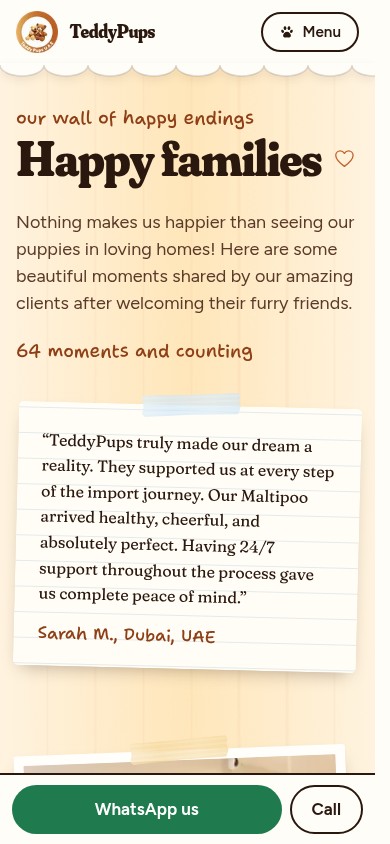 TeddyPups
Menu
our wall of happy endings
Happy families
Nothing makes us happier than seeing our
puppies in loving homes! Here are some
beautiful moments shared by our amazing
clients after welcoming their furry friends.
64 moments and counting
“TeddyPups truly made our dream a
reality. They supported us at every step
of the import journey. Our Maltipoo
arrived healthy, cheerful, and
absolutely perfect. Having 24/7
support throughout the process gave
us complete peace of mind.”
Sarah M., Dubai, UAE
WhatsApp us
Call